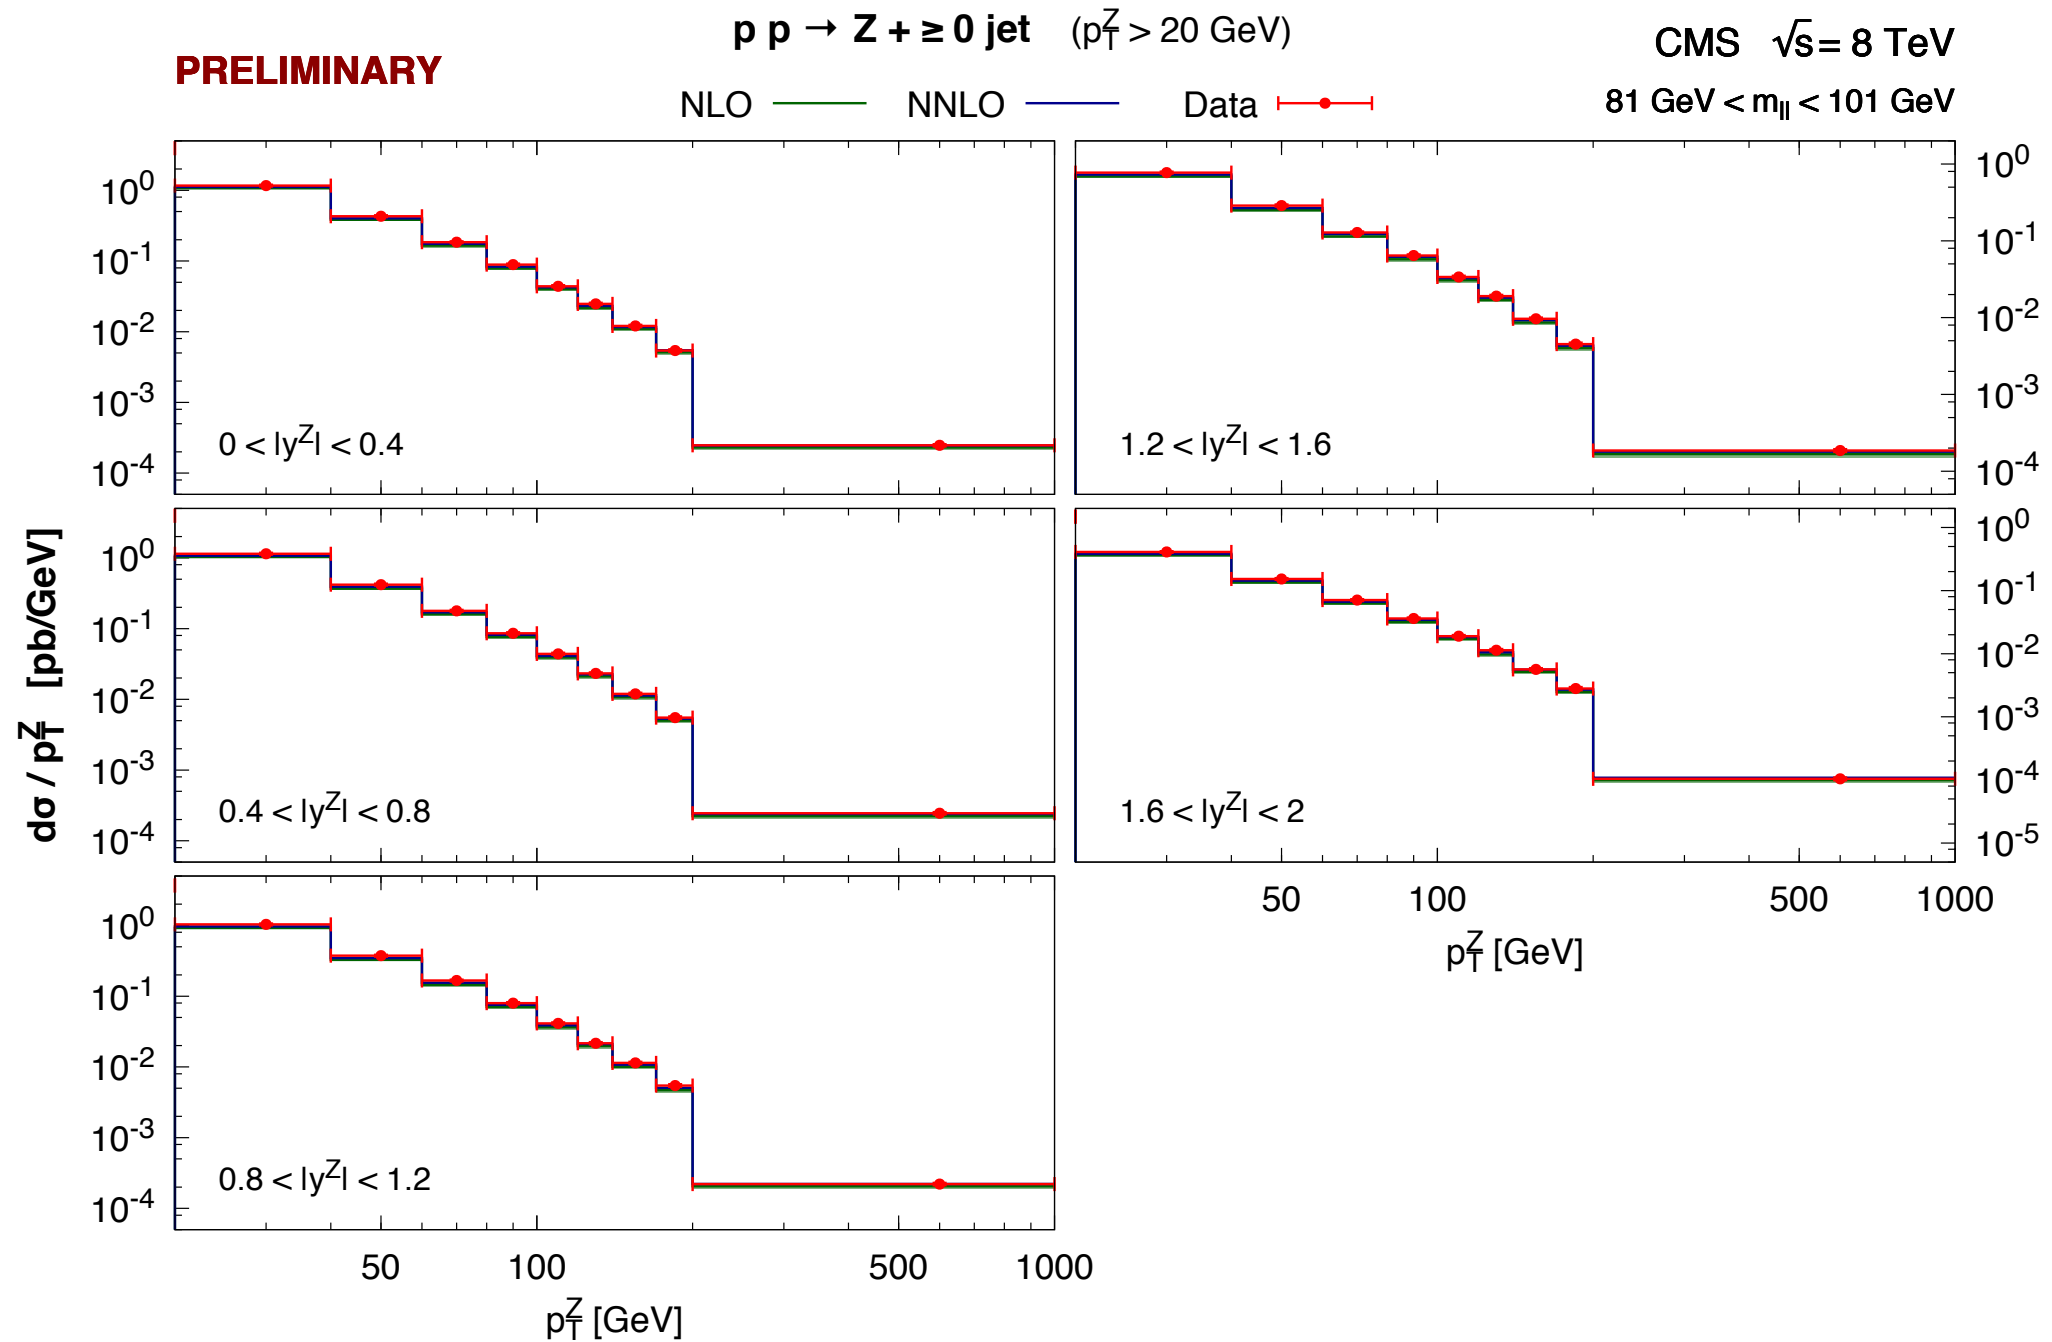 p p → Z + ≥ 0 jet (p_T^Z > 20 GeV)
CMS √s = 8 TeV
PRELIMINARY
81 GeV < m_ll < 101 GeV
NLO NNLO Data
dσ / p_T^Z [pb/GeV]
10^0
10^-1
10^-2
10^-3
10^-4
0 < |y^Z| < 0.4
10^0
10^-1
10^-2
10^-3
10^-4
0.4 < |y^Z| < 0.8
10^0
10^-1
10^-2
10^-3
10^-4
0.8 < |y^Z| < 1.2
50 100 500 1000
p_T^Z [GeV]
10^0
10^-1
10^-2
10^-3
10^-4
1.2 < |y^Z| < 1.6
10^0
10^-1
10^-2
10^-3
10^-4
10^-5
1.6 < |y^Z| < 2
50 100 500 1000
p_T^Z [GeV]